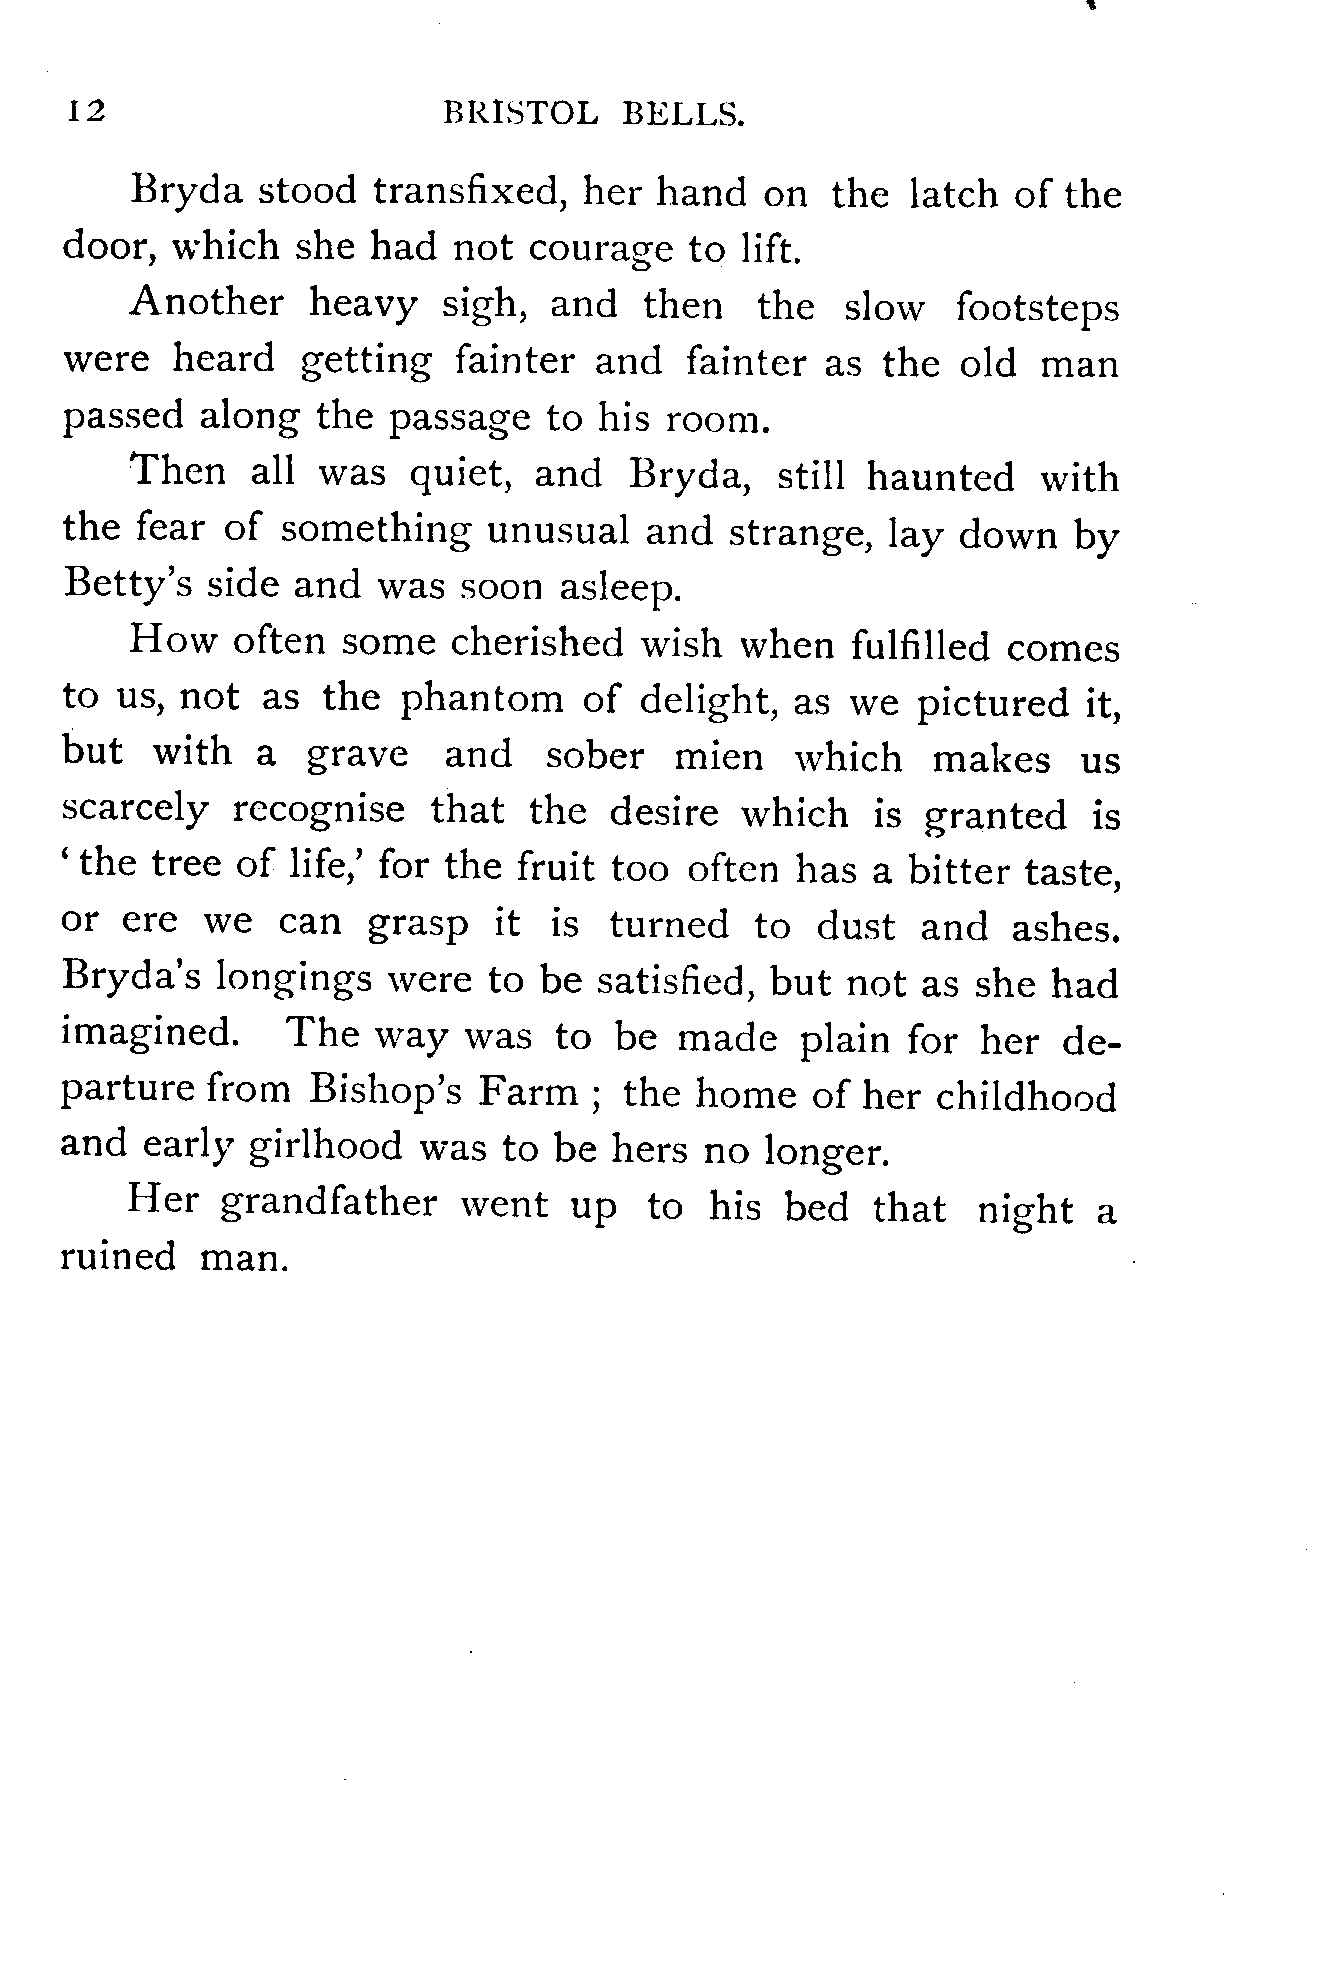 12 BRISTOL BELLS.
Bryda stood transfixed, her hand on the latch of the
door, which she had not courage to lift.
Another heavy sigh, and then the slow footsteps
were heard getting fainter and fainter as the old man
passed along the passage to his room.
Then all was quiet, and Bryda, still haunted with
the fear of something unusual and strange, lay down by
Betty's side and was soon asleep.
How often some cherished wish when fulfilled comes
to us, not as the phantom of delight, as we pictured it,
but with a grave and sober mien which makes us
scarcely recognise that the desire which is granted is
‘ the tree of life,’ for the fruit too often has a bitter taste,
or ere we can grasp it is turned to dust and ashes.
Bryda's longings were to be satisfied, but not as she had
imagined. The way was to be made plain for her de-
parture from Bishop's Farm ; the home of her childhood
and early girlhood was to be hers no longer.
Her grandfather went up to his bed that night a
ruined man.